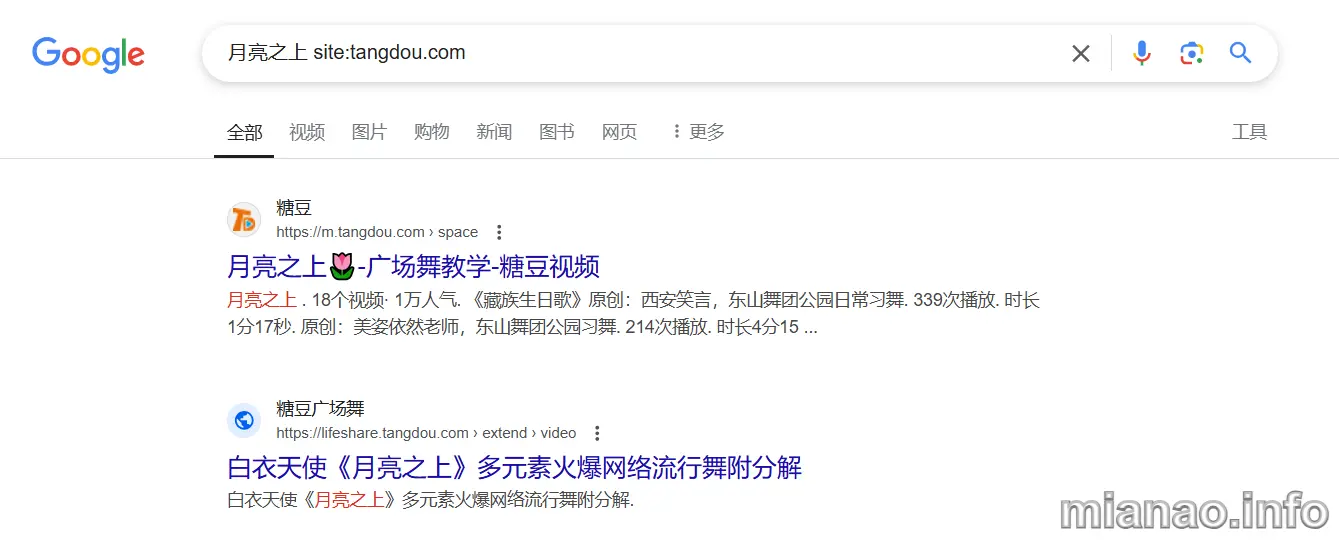 Google
月亮之上 site:tangdou.com
全部 视频 图片 购物 新闻 图书 网页 更多 工具
糖豆
https://m.tangdou.com › space
月亮之上🌷-广场舞教学-糖豆视频
月亮之上 . 18个视频· 1万人气. 《藏族生日歌》原创：西安笑言，东山舞团公园日常习舞. 339次播放. 时长
1分17秒. 原创：美姿依然老师，东山舞团公园习舞. 214次播放. 时长4分15 ...
糖豆广场舞
https://lifeshare.tangdou.com › extend › video
白衣天使《月亮之上》多元素火爆网络流行舞附分解
白衣天使《月亮之上》多元素火爆网络流行舞附分解.
mianao.info